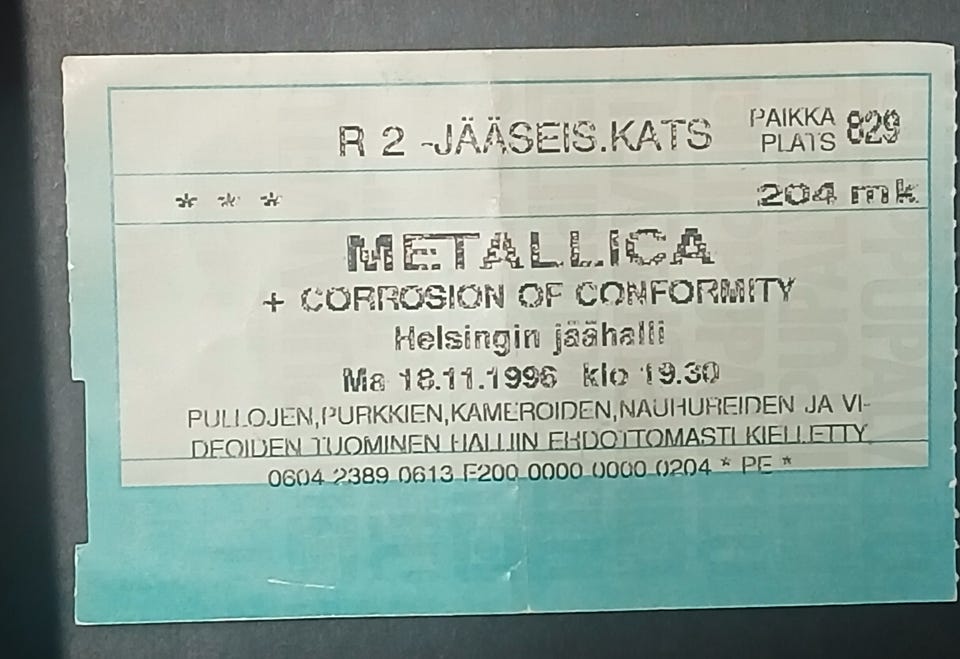 R 2 -JÄÄSEIS.KATS PAIKKA PLATS 829
* * * 204 mk
METALLICA
+ CORROSION OF CONFORMITY
Helsingin jäähalli
Ma 18.11.1996 klo 19.30
PULLOJEN,PURKKIEN,KAMEROIDEN,NAUHUREIDEN JA VI-
DEOIDEN TUOMINEN HALLIIN EHDOTTOMASTI KIELLETTY
0604 2389 0613 F200 0000 0000 0204 * PE *